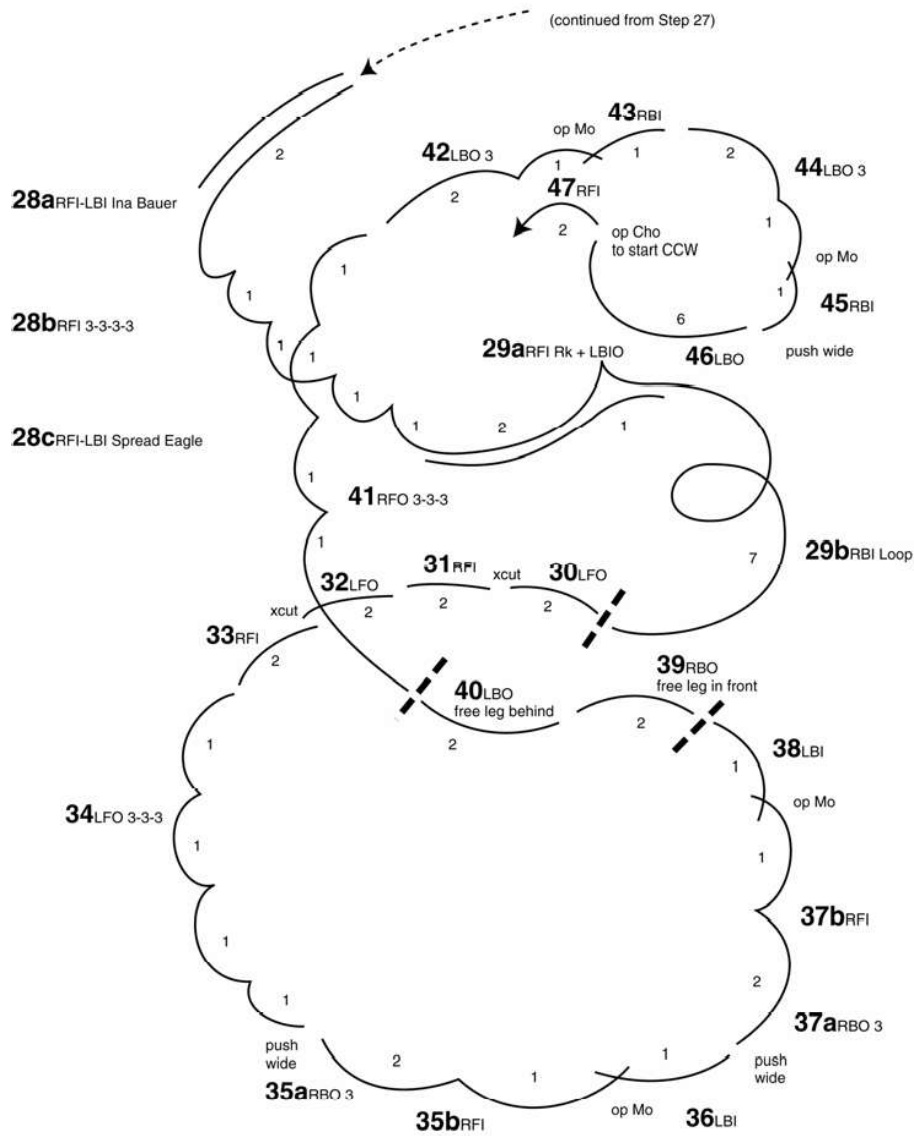 (continued from Step 27)
43RBI
op Mo
42LBO 3
1
1
2
44LBO 3
2
2
47RFI
28aRFI-LBI Ina Bauer
2
op Cho
to start CCW
1
op Mo
1
1
45RBI
1
28bRFI 3-3-3-3
6
1
1
29aRFI Rk + LBIO
46LBO
push wide
1
28cRFI-LBI Spread Eagle
1
2
1
1
41RFO 3-3-3
1
7
29bRBI Loop
31RFI
32LFO
xcut
30LFO
xcut
2
2
2
33RFI
2
39RBO
free leg in front
40LBO
free leg behind
2
2
38LBI
1
1
op Mo
34LFO 3-3-3
1
1
37bRFI
1
2
1
37aRBO 3
push
wide
2
1
1
push
wide
35aRBO 3
35bRFI
op Mo
36LBI